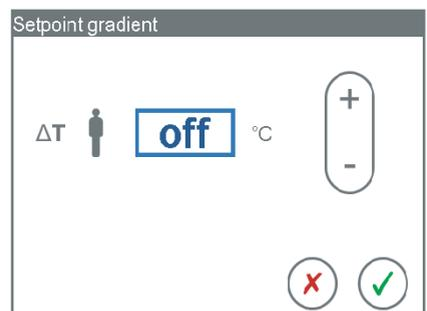 Setpoint gradient
ΔT off °C
+
-